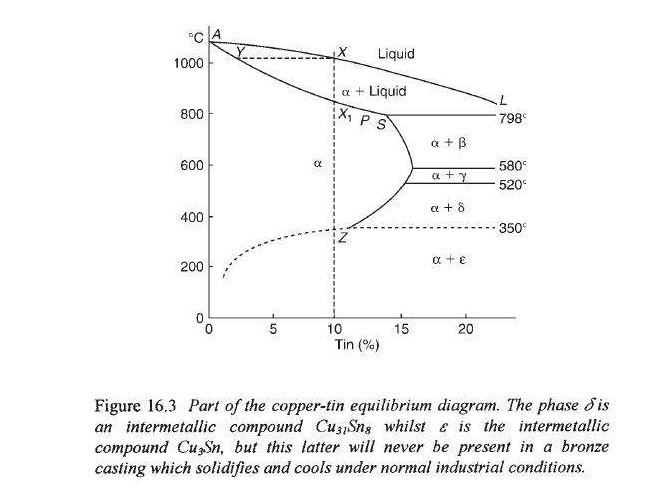 °C A
Y X Liquid
1000
α + Liquid
L
800 X₁ P S 798°
α + β
600 α 580°
α + γ
520°
α + δ
400
350°
Z
200 α + ε
0
0 5 10 15 20
Tin (%)
Figure 16.3 Part of the copper-tin equilibrium diagram. The phase δ is
an intermetallic compound Cu₃₁Sn₈ whilst ε is the intermetallic
compound Cu₃Sn, but this latter will never be present in a bronze
casting which solidifies and cools under normal industrial conditions.